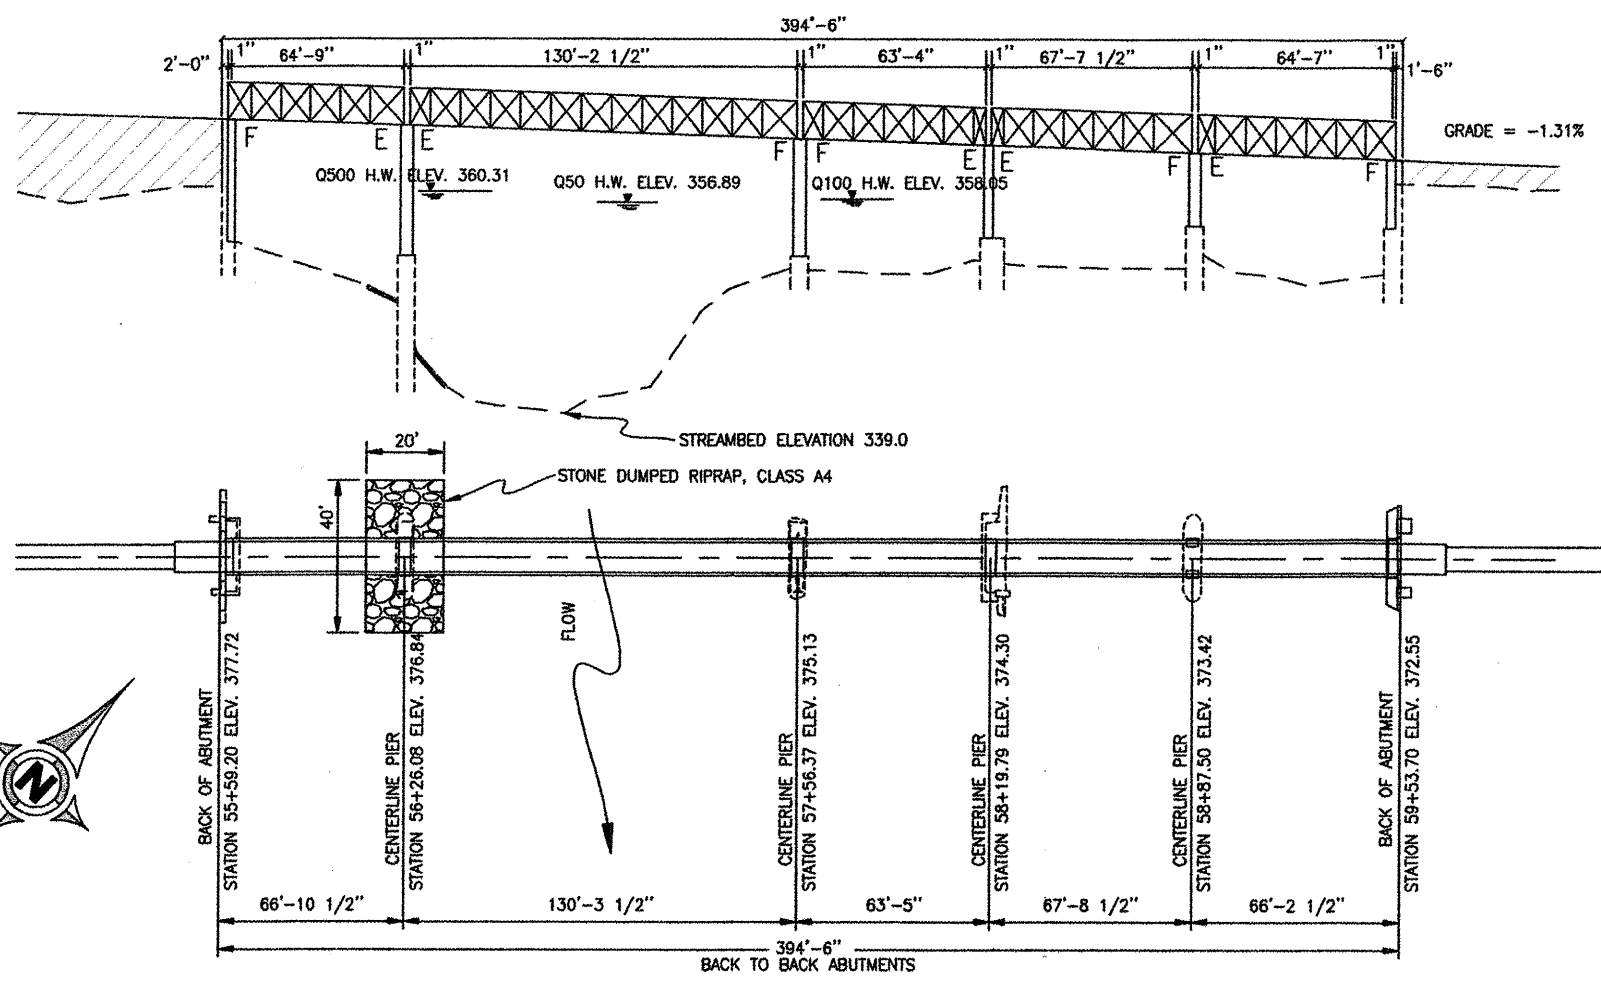 394'-6"
2'-0" 1" 64'-9" 1" 130'-2 1/2" 1" 63'-4" 1" 67'-7 1/2" 1" 64'-7" 1" 1'-6"
GRADE = -1.31%
F E E F F E E F E F
Q500 H.W. ELEV. 360.31 Q50 H.W. ELEV. 356.89 Q100 H.W. ELEV. 358.05
STREAMBED ELEVATION 339.0
20'
STONE DUMPED RIPRAP, CLASS A4
40'
FLOW
N
BACK OF ABUTMENT
STATION 55+59.20 ELEV. 377.72
CENTERLINE PIER
STATION 56+26.08 ELEV. 376.84
CENTERLINE PIER
STATION 57+56.37 ELEV. 375.13
CENTERLINE PIER
STATION 58+19.79 ELEV. 374.30
CENTERLINE PIER
STATION 58+87.50 ELEV. 373.42
BACK OF ABUTMENT
STATION 59+53.70 ELEV. 372.55
66'-10 1/2" 130'-3 1/2" 63'-5" 67'-8 1/2" 66'-2 1/2"
394'-6"
BACK TO BACK ABUTMENTS